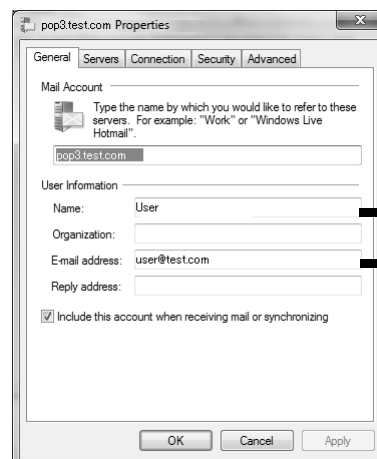 pop3.test.com Properties
General Servers Connection Security Advanced
Mail Account
Type the name by which you would like to refer to these
servers. For example: "Work" or "Windows Live
Hotmail".
pop3.test.com
User Information
Name: User
Organization:
E-mail address: user@test.com
Reply address:
Include this account when receiving mail or synchronizing
OK Cancel Apply